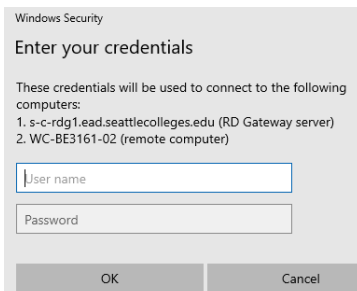 Windows Security
Enter your credentials
These credentials will be used to connect to the following
computers:
1. s-c-rdg1.ead.seattlecolleges.edu (RD Gateway server)
2. WC-BE3161-02 (remote computer)
User name
Password
OK Cancel